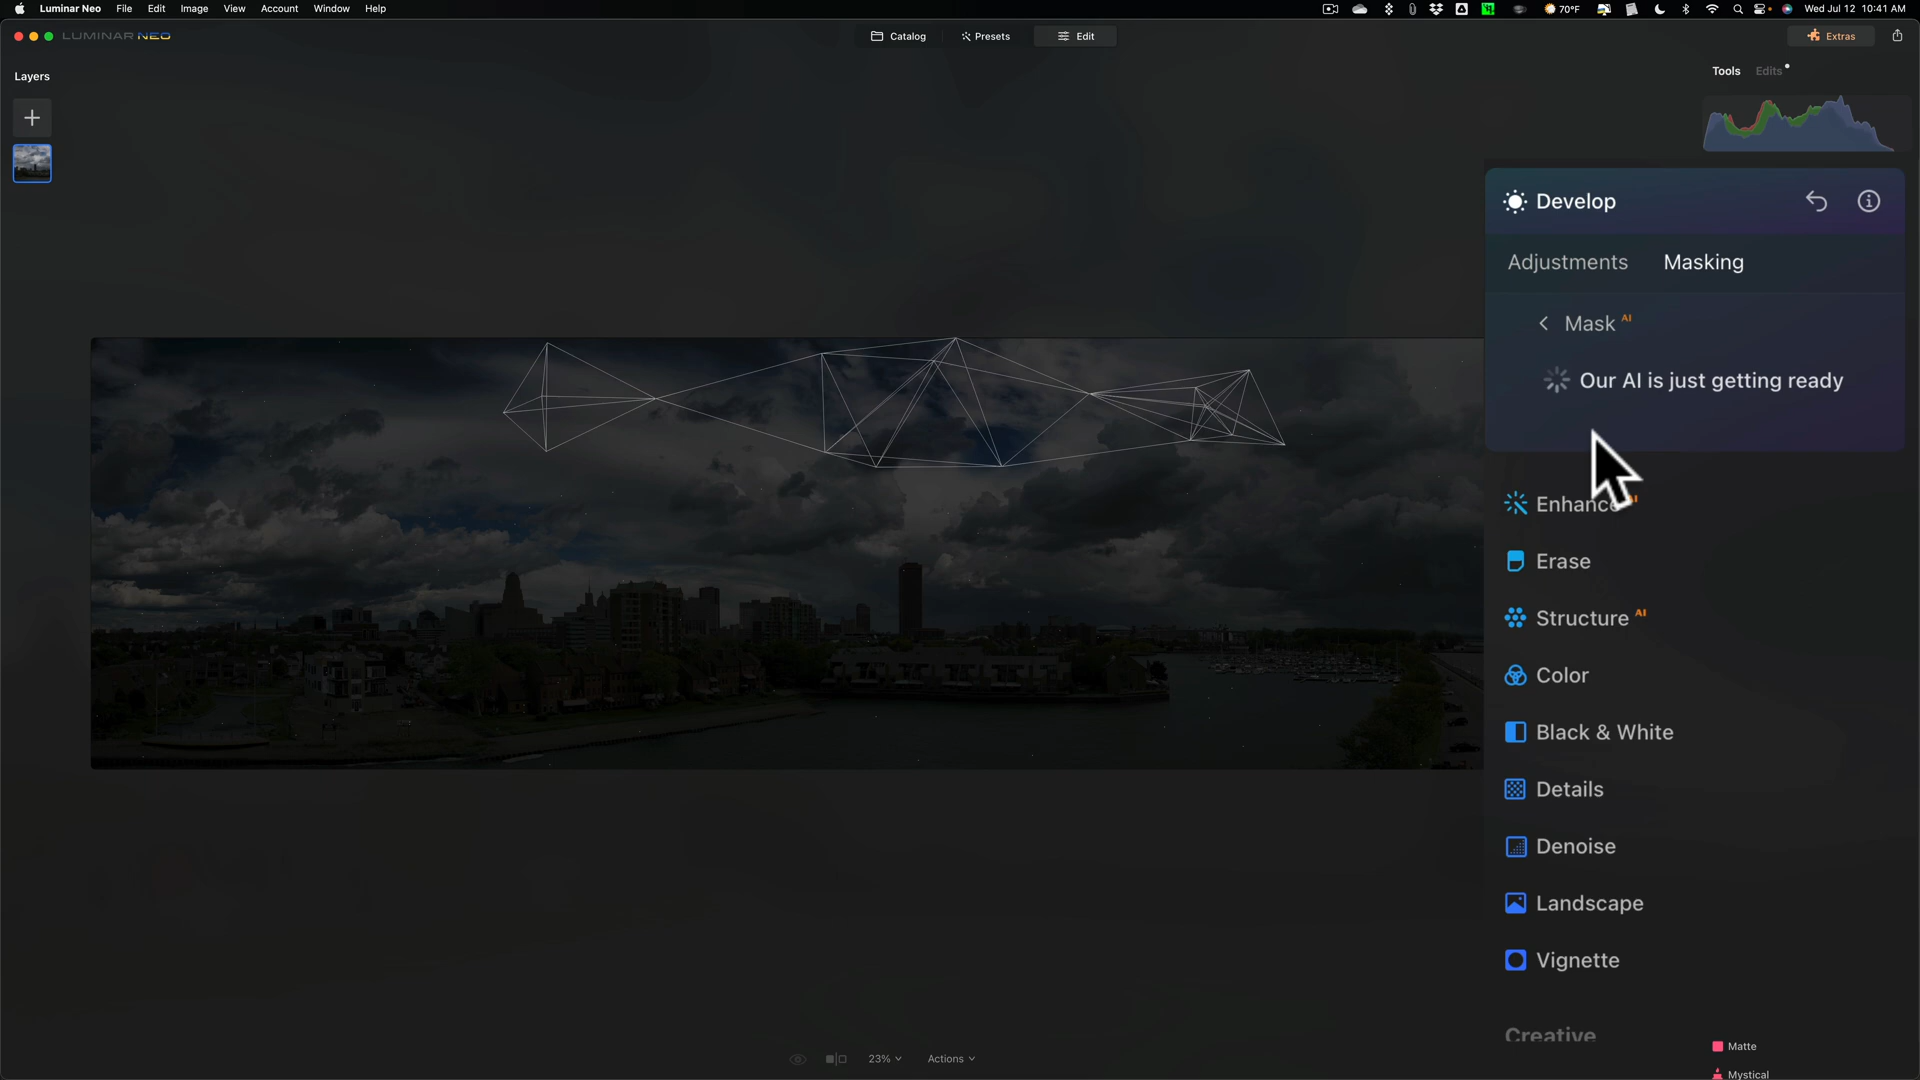 Luminar Neo File Edit Image View Account Window Help 70°F Wed Jul 12 10:41 AM
LUMINAR NEO Catalog Presets Edit Extras
Layers
Tools Edits
Develop
Adjustments Masking
Mask AI
Our AI is just getting ready
Enhance
Erase
Structure AI
Color
Black & White
Details
Denoise
Landscape
Vignette
Creative
Matte
23% Actions
Mystical